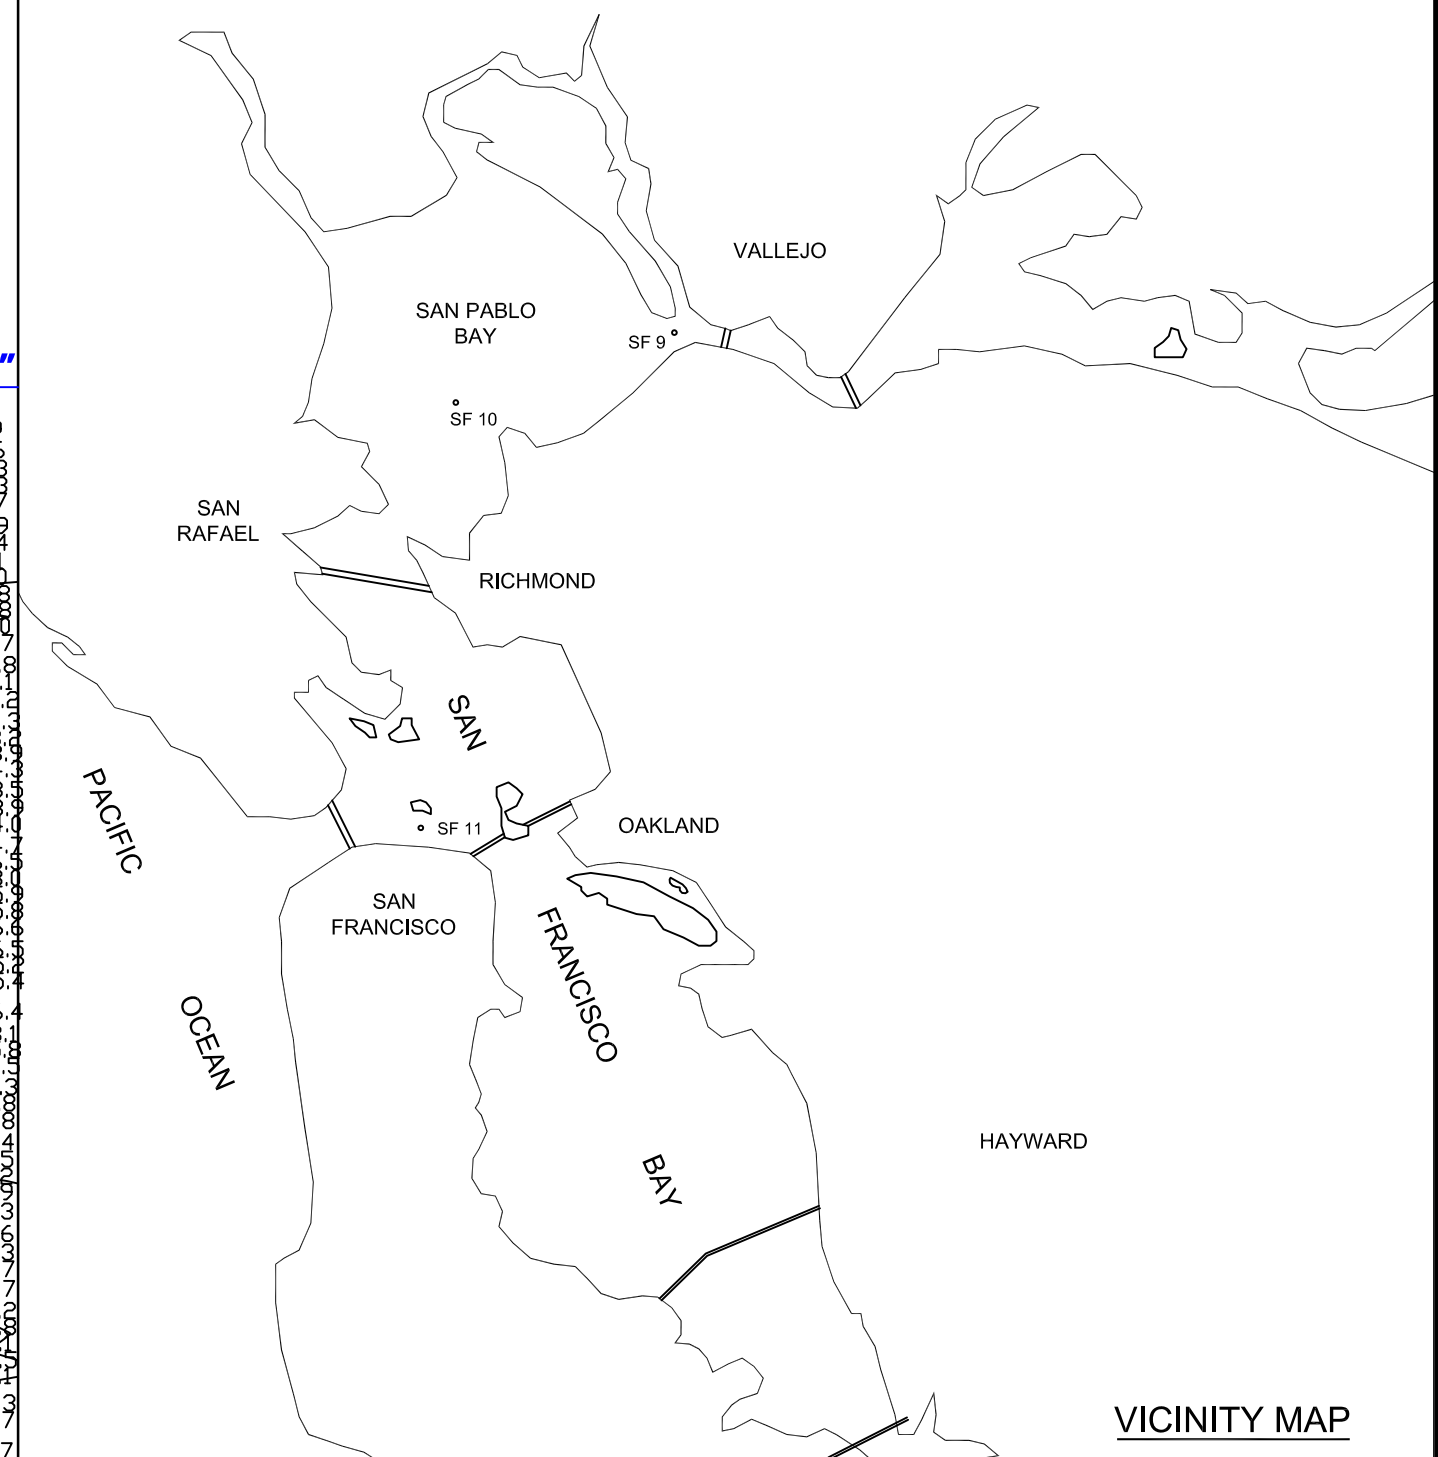 VALLEJO
SAN PABLO
BAY
SF 9
SF 10
SAN
RAFAEL
RICHMOND
SAN
PACIFIC
SF 11
OAKLAND
SAN
FRANCISCO
FRANCISCO
OCEAN
HAYWARD
BAY
VICINITY MAP